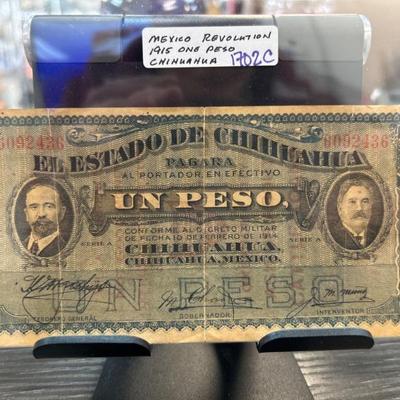 MEXICO REVOLUTION
1915 ONE PESO
CHIHUAHUA 1702C
6092436 6092436
EL ESTADO DE CHIHUAHUA
PAGARA
AL PORTADOR, EN EFECTIVO
UN PESO,
CONFORME AL DECRETO MILITAR
DE FECHA 10 DE FEBRERO DE 1914.
SERIE A SERIE A
CHIHUAHUA,
CHIHUAHUA, MEXICO.
UN PESO
TESORERO GENERAL GOBERNADOR INTERVENTOR